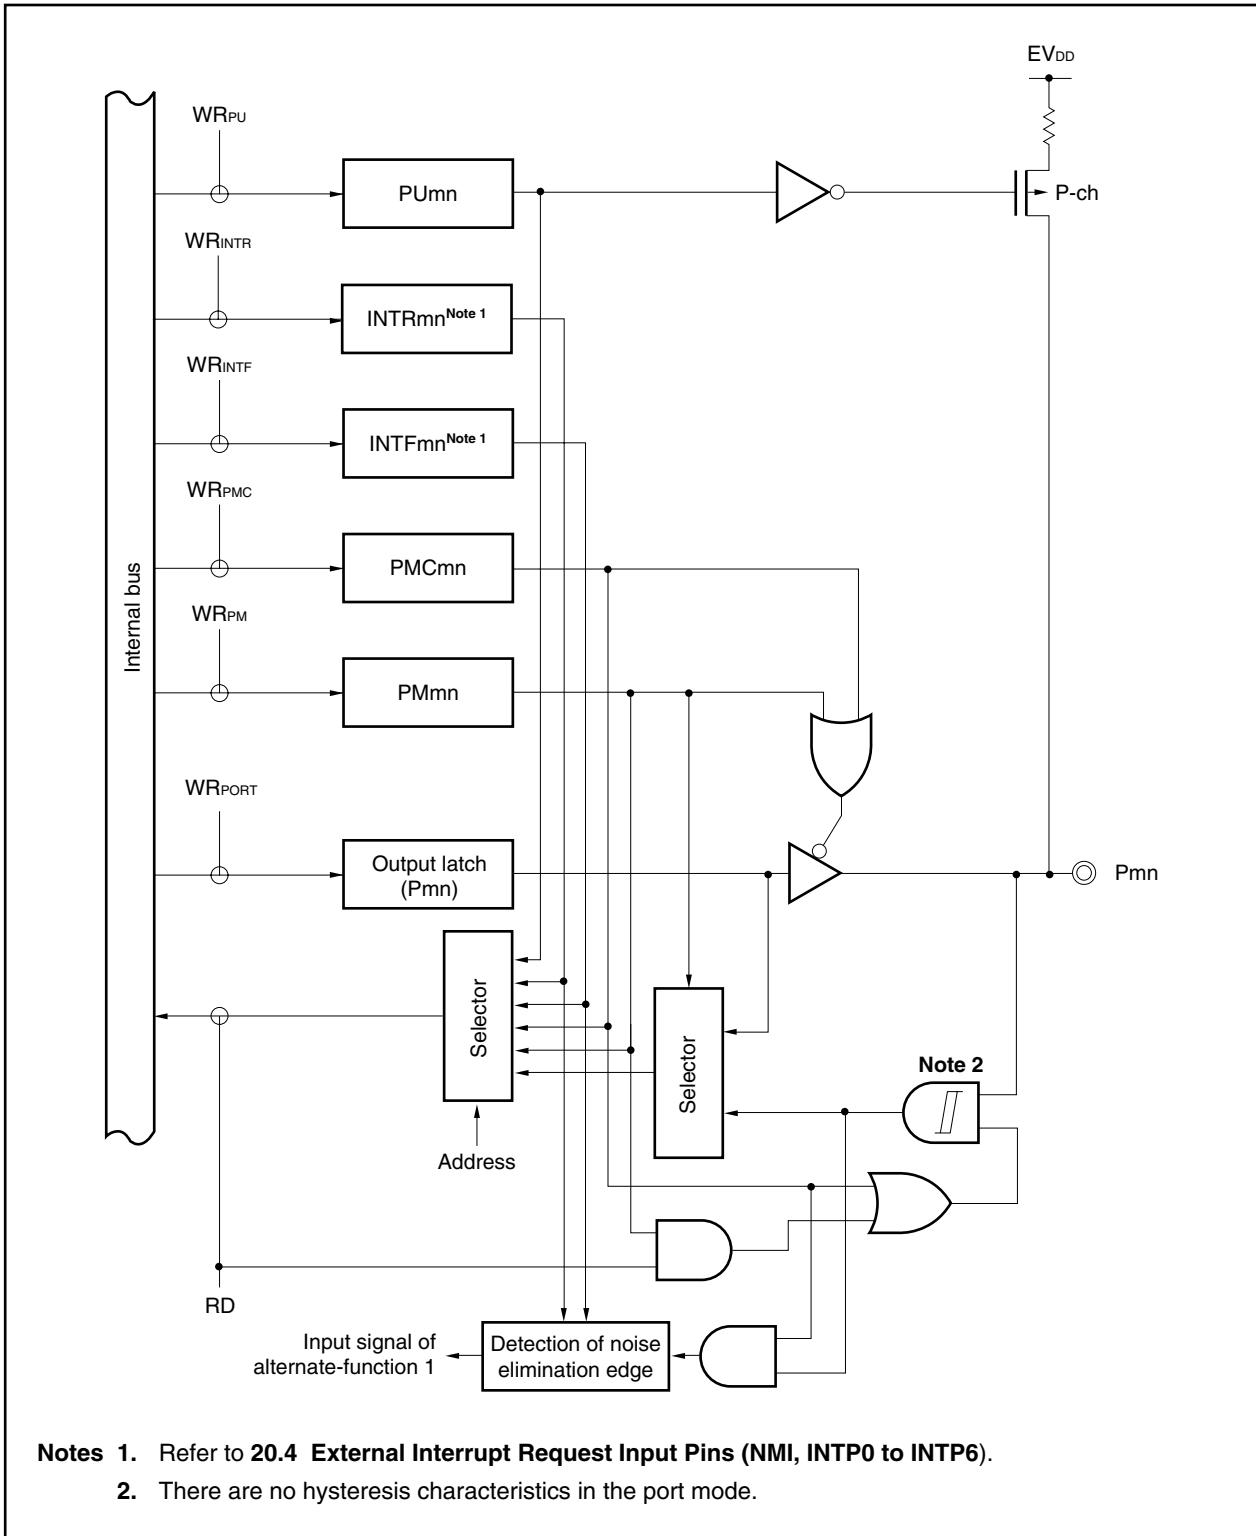 EVDD
WRPU
PUmn
P-ch
WRINTR
INTRmnNote 1
WRINTF
INTFmnNote 1
WRPMC
PMCmn
Internal bus
WRPM
PMmn
WRPORT
Output latch
(Pmn)
Pmn
Selector
Selector
Note 2
Address
RD
Input signal of
alternate-function 1
Detection of noise
elimination edge
Notes 1. Refer to 20.4 External Interrupt Request Input Pins (NMI, INTP0 to INTP6).
2. There are no hysteresis characteristics in the port mode.